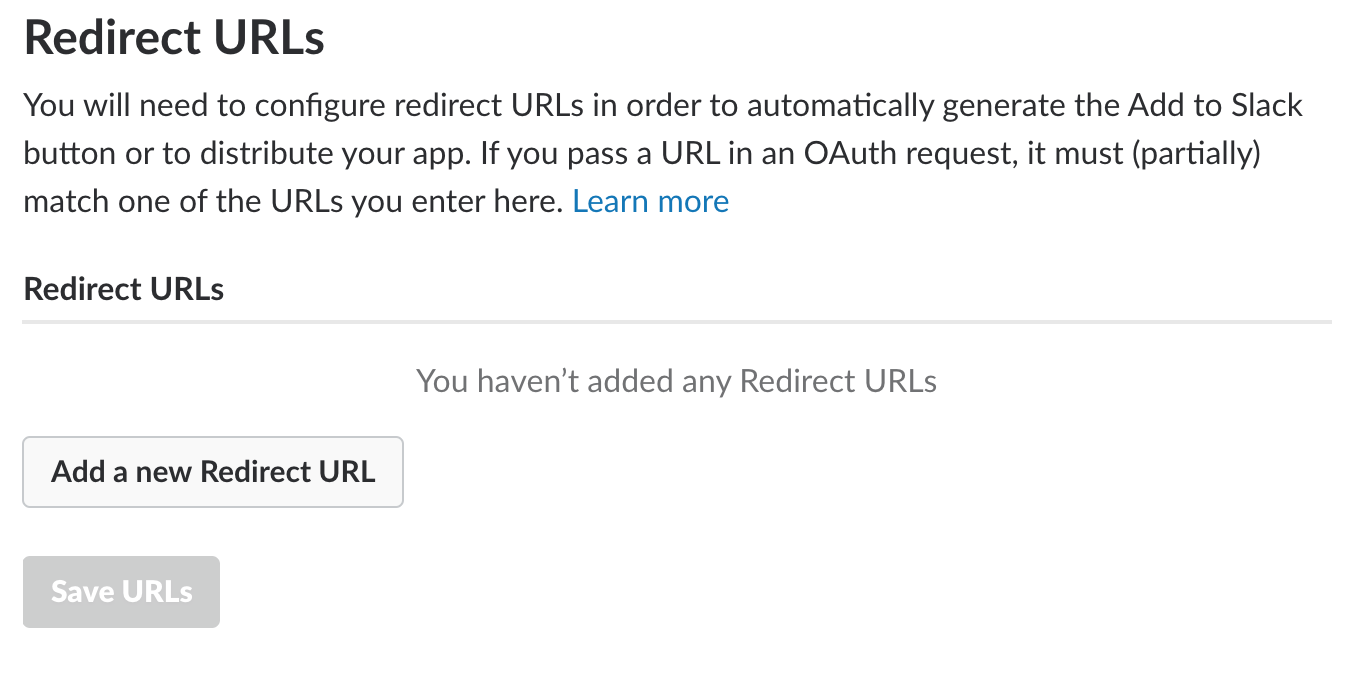 Redirect URLs
You will need to configure redirect URLs in order to automatically generate the Add to Slack
button or to distribute your app. If you pass a URL in an OAuth request, it must (partially)
match one of the URLs you enter here. Learn more
Redirect URLs
You haven’t added any Redirect URLs
Add a new Redirect URL
Save URLs